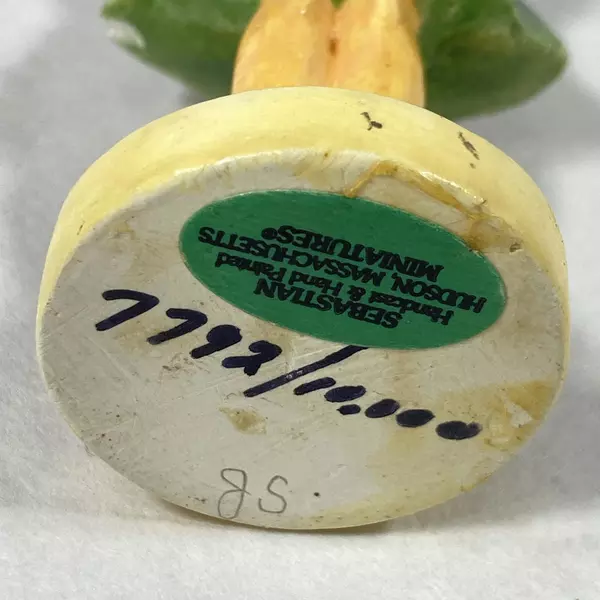 SEBASTIAN
Handcast & Hand Painted
HUDSON, MASSACHUSETTS
MINIATURES®